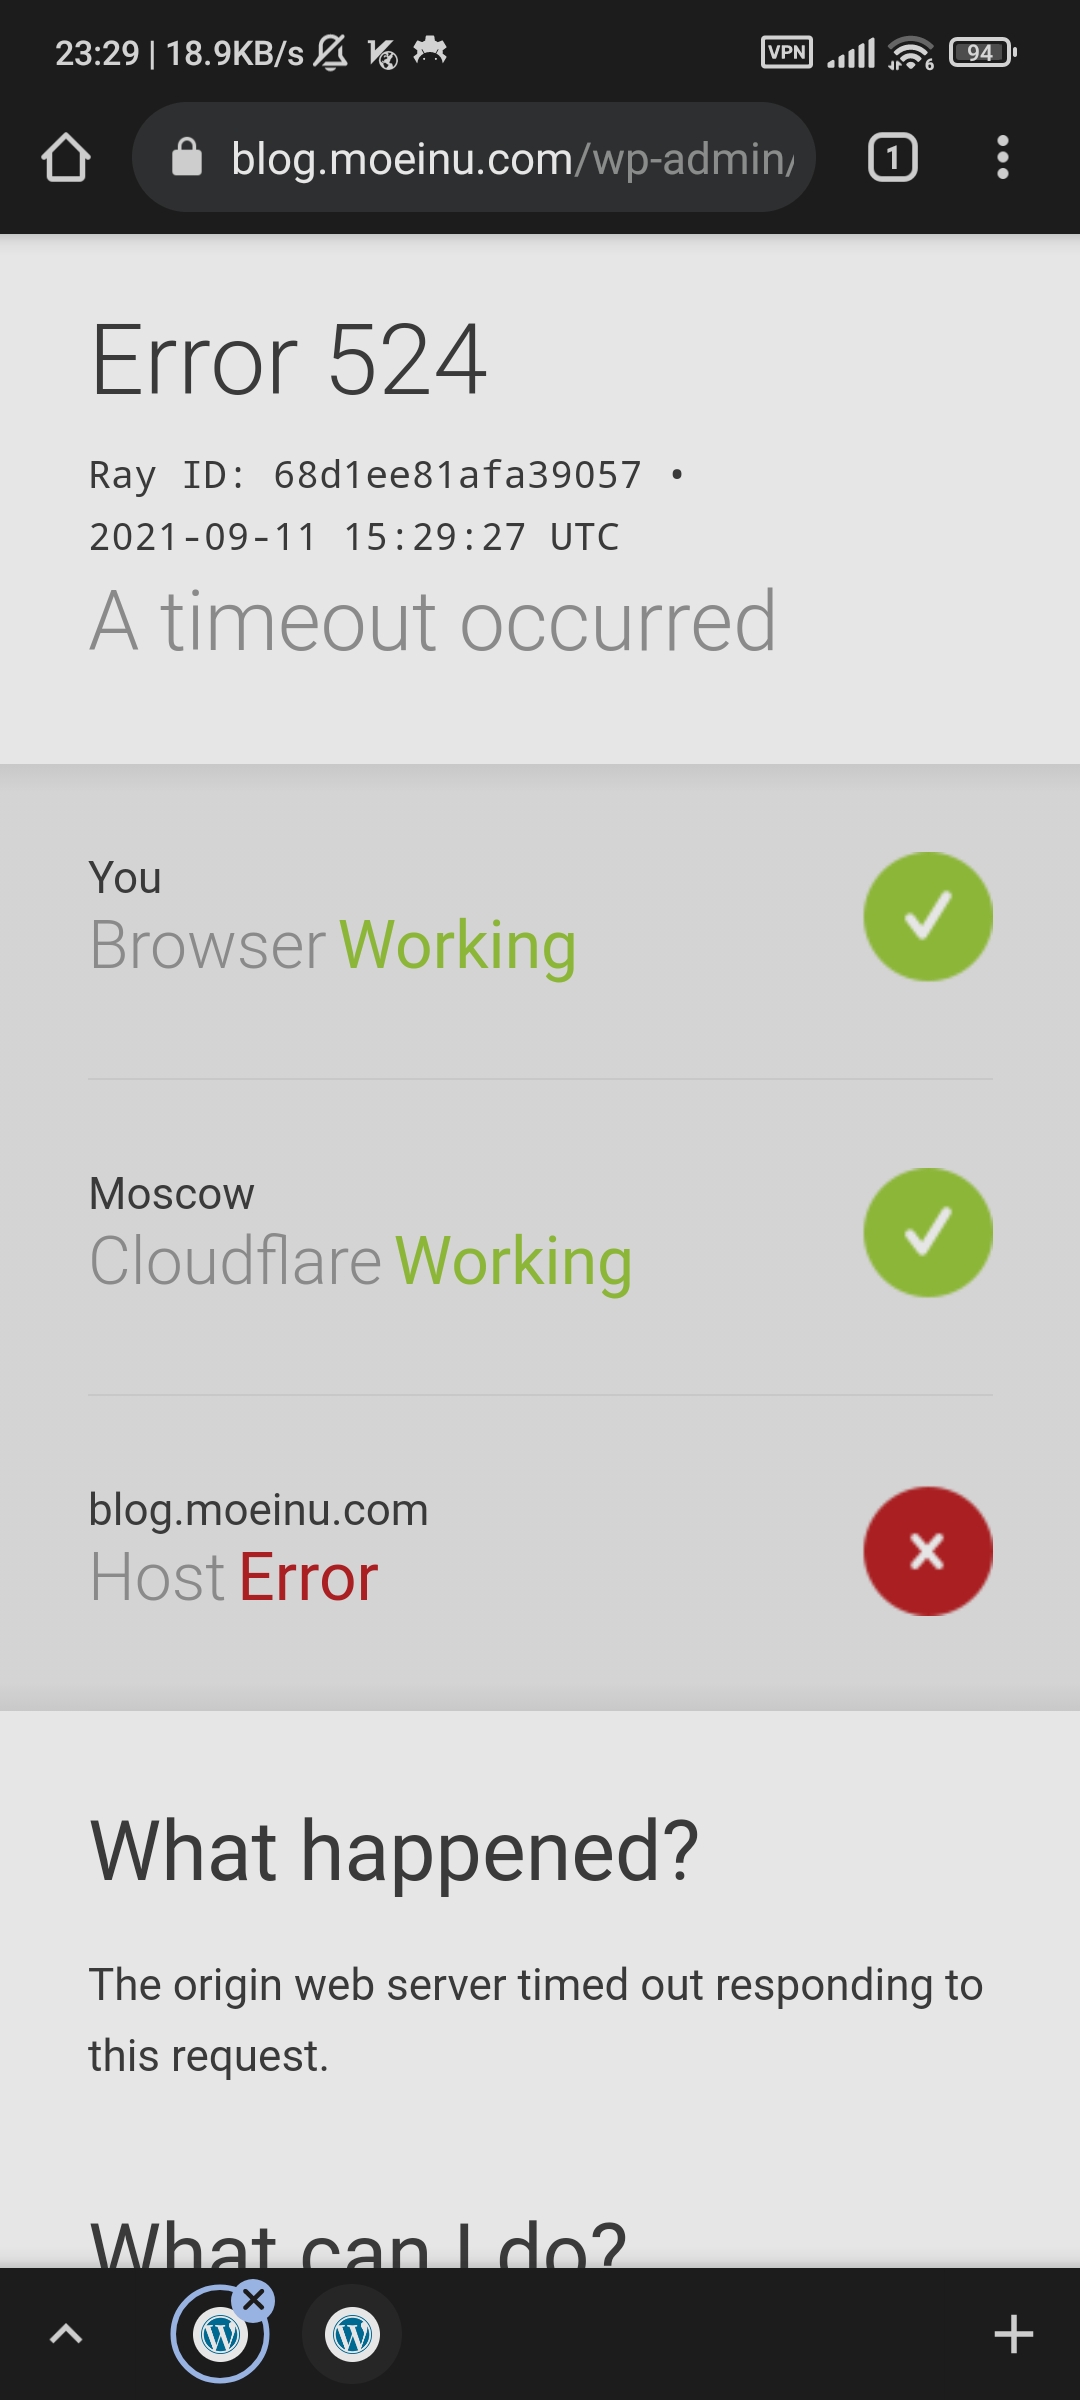 23:29 | 18.9KB/s
VPN
6
94
blog.moeinu.com/wp-admin/
1
Error 524
Ray ID: 68d1ee81afa39057 •
2021-09-11 15:29:27 UTC
A timeout occurred
You
Browser Working
Moscow
Cloudflare Working
blog.moeinu.com
Host Error
What happened?
The origin web server timed out responding to
this request.
What can I do?